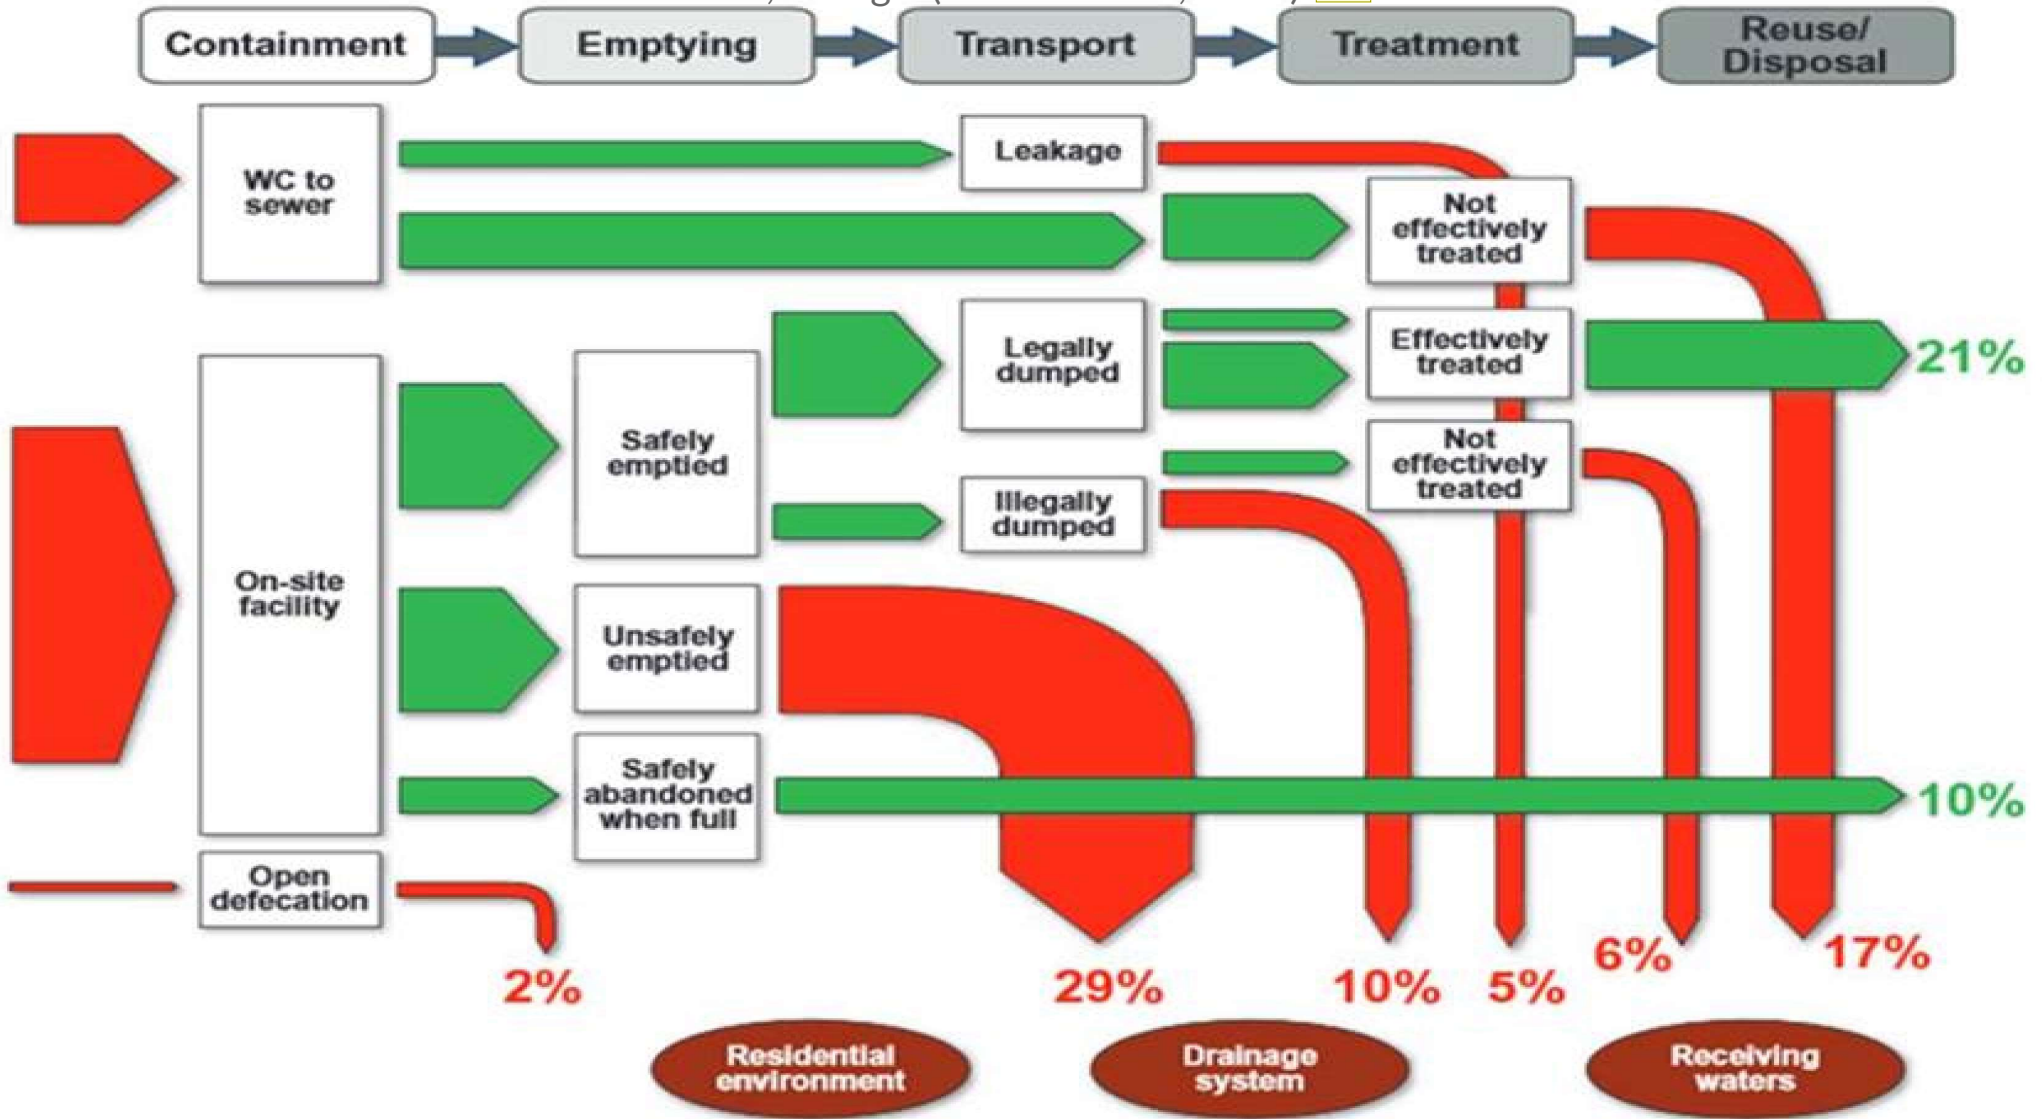 Containment
Emptying
Transport
Treatment
Reuse/
Disposal
WC to
sewer
Leakage
Not
effectively
treated
Legally
dumped
Effectively
treated
21%
Safely
emptied
Not
effectively
treated
Illegally
dumped
On-site
facility
Unsafely
emptied
Safely
abandoned
when full
10%
Open
defecation
2%
29%
10%
5%
6%
17%
Residential
environment
Drainage
system
Receiving
waters